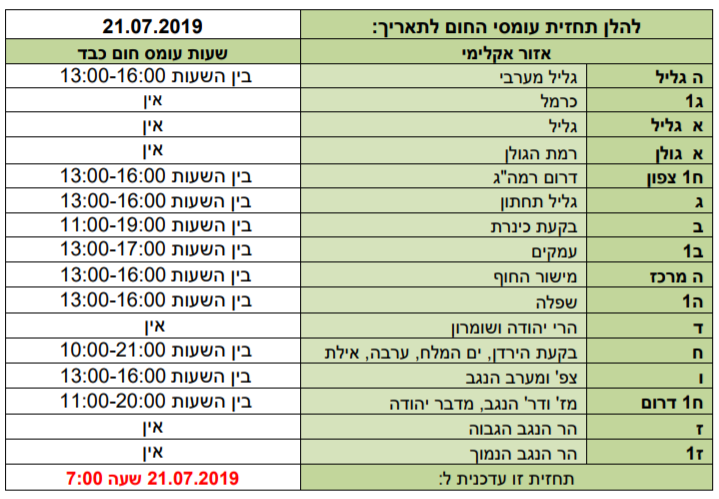 להלן תחזית עומסי החום לתאריך: 21.07.2019
אזור אקלימי שעות עומס חום כבד
ה גליל גליל מערבי בין השעות 13:00-16:00
ג1 כרמל אין
א גליל גליל אין
א גולן רמת הגולן אין
ח1 צפון דרום רמה"ג בין השעות 13:00-16:00
ג גליל תחתון בין השעות 13:00-16:00
ב בקעת כינרת בין השעות 11:00-19:00
ב1 עמקים בין השעות 13:00-17:00
ה מרכז מישור החוף בין השעות 13:00-16:00
ה1 שפלה בין השעות 13:00-16:00
ד הרי יהודה ושומרון אין
ח בקעת הירדן, ים המלח, ערבה, אילת בין השעות 10:00-21:00
ו צפ' ומערב הנגב בין השעות 13:00-16:00
ח1 דרום מז' ודר' הנגב, מדבר יהודה בין השעות 11:00-20:00
ז הר הנגב הגבוה אין
ז1 הר הנגב הנמוך אין
תחזית זו עדכנית ל: 21.07.2019 שעה 7:00